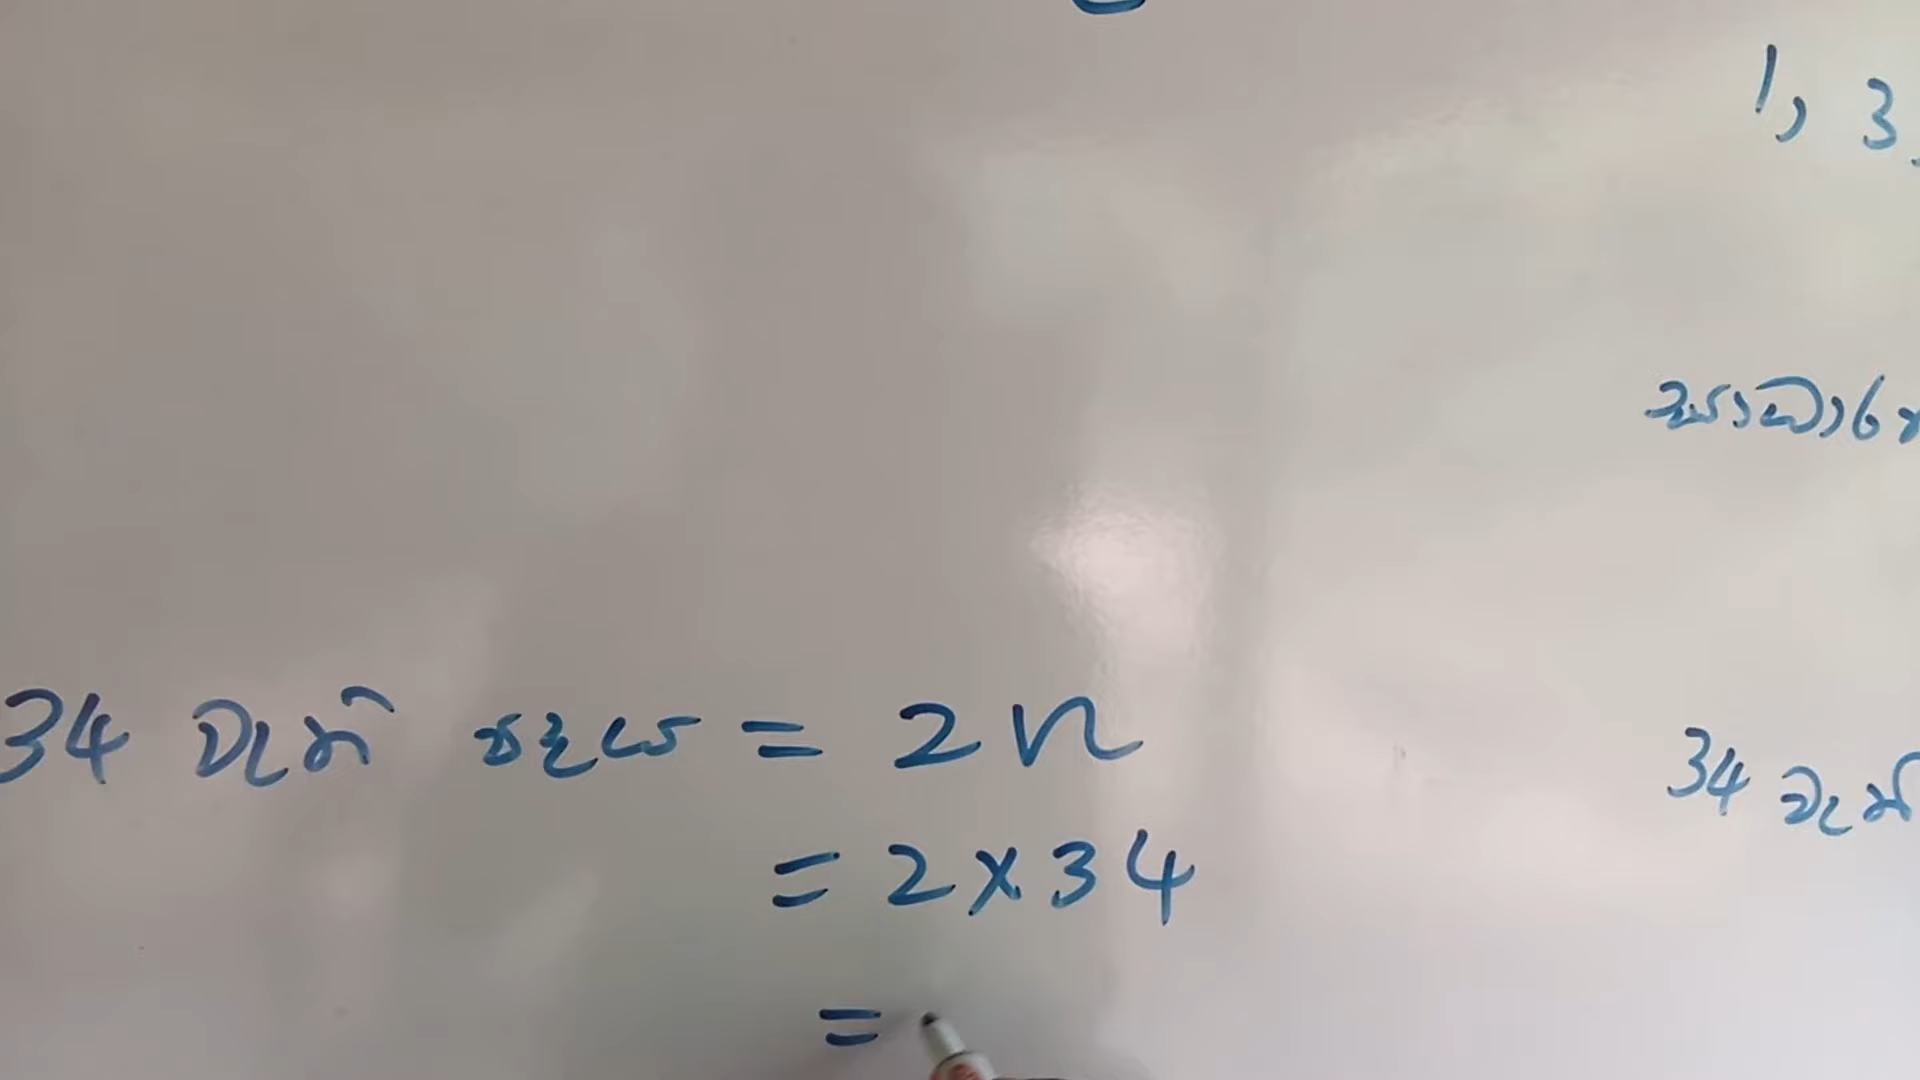 1, 3,
සාධාර
34 වැනි පදය = 2n
= 2 × 34
=
34 වැනි